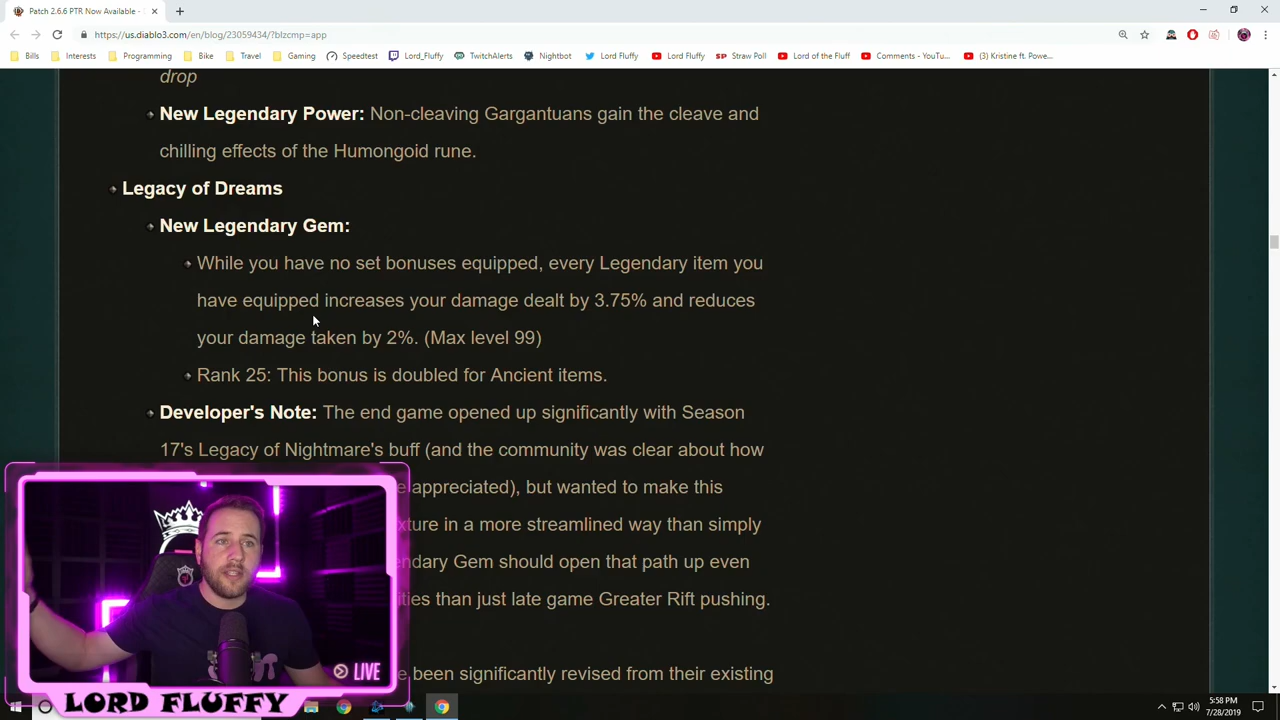 Patch 2.6.6 PTR Now Available -
https://us.diablo3.com/en/blog/23059434/?blzcmp=app
Bills Interests Programming Bike Travel Gaming Speedtest Lord_Fluffy TwitchAlerts Nightbot Lord Fluffy Lord Fluffy Straw Poll Lord of the Fluff Comments - YouTu... (3) Kristine ft. Powe...
drop
New Legendary Power: Non-cleaving Gargantuans gain the cleave and
chilling effects of the Humongoid rune.
Legacy of Dreams
New Legendary Gem:
While you have no set bonuses equipped, every Legendary item you
have equipped increases your damage dealt by 3.75% and reduces
your damage taken by 2%. (Max level 99)
Rank 25: This bonus is doubled for Ancient items.
Developer's Note: The end game opened up significantly with Season
17's Legacy of Nightmare's buff (and the community was clear about how
appreciated), but wanted to make this
xture in a more streamlined way than simply
endary Gem should open that path up even
ities than just late game Greater Rift pushing.
been significantly revised from their existing
LIVE
LORD FLUFFY
5:58 PM
7/28/2019